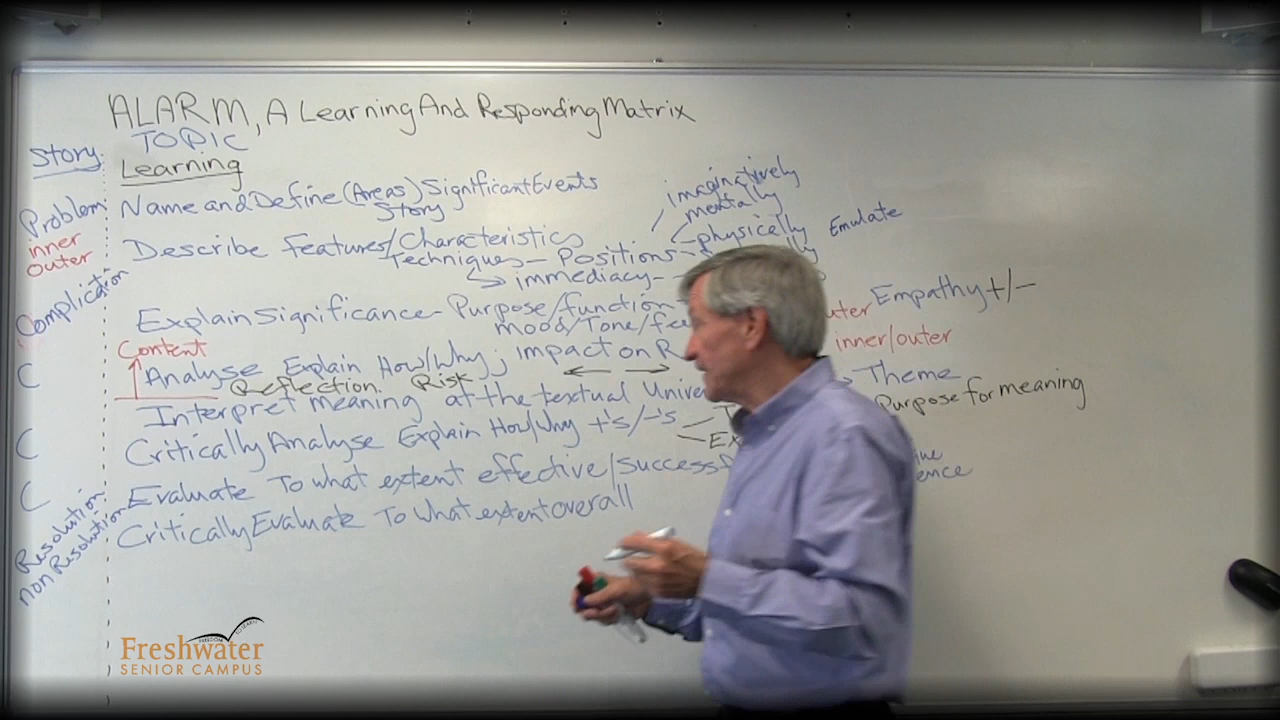 ALARM, A Learning And Responding Matrix
TOPIC
Story:
Learning
Name and Define (Areas) Significant Events
Story
imaginatively
mentally
physically
Emulate
Problem
inner
outer
Describe Features/Characteristics
Techniques - Positions
immediacy
Complication
Explain Significance - Purpose/function
mood/Tone/
Empathy +/-
inner/outer
Content
Analyse Explain How/Why; impact on
Reflection Risk
Theme
C
Interpret meaning at the textual
Purpose for meaning
C
Critically Analyse Explain How/Why +'s/-'s
C
Evaluate To what extent effective/
Resolution
non Resolution
Critically Evaluate To What extent overall
Freshwater
SENIOR CAMPUS